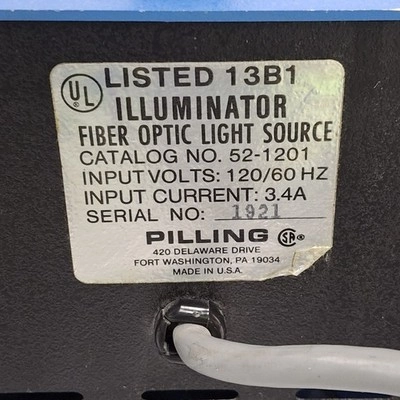 UL LISTED 13B1
ILLUMINATOR
FIBER OPTIC LIGHT SOURCE
CATALOG NO. 52-1201
INPUT VOLTS: 120/60 HZ
INPUT CURRENT: 3.4A
SERIAL NO: 1921
PILLING SA
420 DELAWARE DRIVE
FORT WASHINGTON, PA 19034
MADE IN U.S.A.